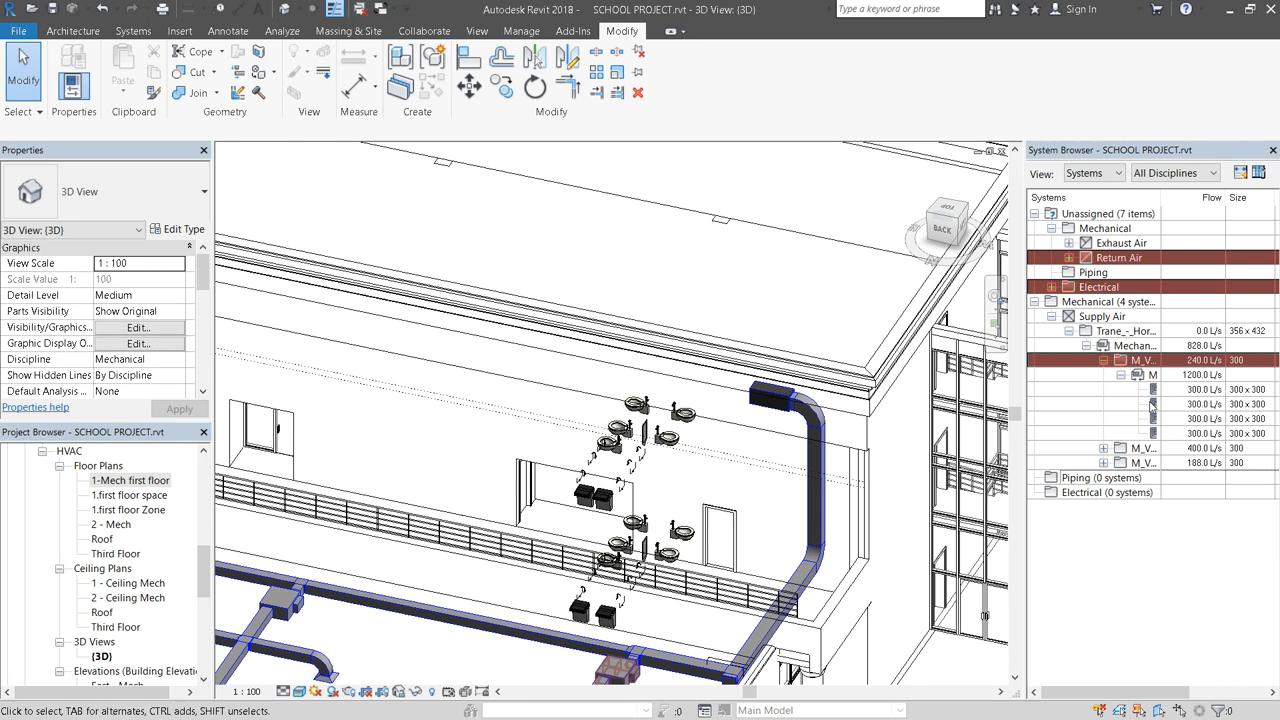 Autodesk Revit 2018 - SCHOOL PROJECT.rvt - 3D View: {3D}
Type a keyword or phrase
Sign In
File Architecture Systems Insert Annotate Analyze Massing & Site Collaborate View Manage Add-Ins Modify
Modify
Paste
Cope
Cut
Join
Select Properties Clipboard Geometry View Measure Create Modify
Properties
3D View
3D View: {3D} Edit Type
Graphics
View Scale 1 : 100
Scale Value 1: 100
Detail Level Medium
Parts Visibility Show Original
Visibility/Graphics... Edit...
Graphic Display O... Edit...
Discipline Mechanical
Show Hidden Lines By Discipline
Default Analysis ... None
Properties help Apply
Project Browser - SCHOOL PROJECT.rvt
HVAC
Floor Plans
1-Mech first floor
1.first floor space
1.first floor Zone
2 - Mech
Roof
Third Floor
Ceiling Plans
1 - Ceiling Mech
2 - Ceiling Mech
Roof
Third Floor
3D Views
{3D}
Elevations (Building Elevatio
East - Mech
TOP
BACK
System Browser - SCHOOL PROJECT.rvt
View: Systems All Disciplines
Systems Flow Size
Unassigned (7 items)
Mechanical
Exhaust Air
Return Air
Piping
Electrical
Mechanical (4 syste...
Supply Air
Trane_-_Hor... 0.0 L/s 356 x 432
Mechan... 828.0 L/s
M_V... 240.0 L/s 300
M 1200.0 L/s
300.0 L/s 300 x 300
300.0 L/s 300 x 300
300.0 L/s 300 x 300
300.0 L/s 300 x 300
M_V... 400.0 L/s 300
M_V... 188.0 L/s 300
Piping (0 systems)
Electrical (0 systems)
1 : 100
Click to select, TAB for alternates, CTRL adds, SHIFT unselects.
:0
Main Model
:0